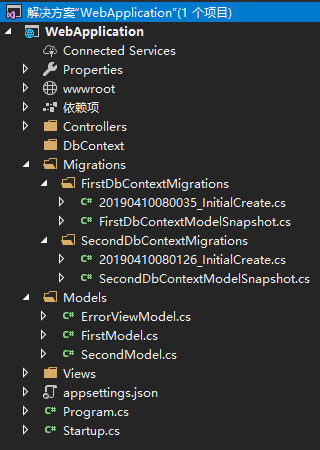 解决方案"WebApplication"(1 个项目)
WebApplication
Connected Services
Properties
wwwroot
依赖项
Controllers
DbContext
Migrations
FirstDbContextMigrations
C# 20190410080035_InitialCreate.cs
C# FirstDbContextModelSnapshot.cs
SecondDbContextMigrations
C# 20190410080126_InitialCreate.cs
C# SecondDbContextModelSnapshot.cs
Models
C# ErrorViewModel.cs
C# FirstModel.cs
C# SecondModel.cs
Views
appsettings.json
C# Program.cs
C# Startup.cs